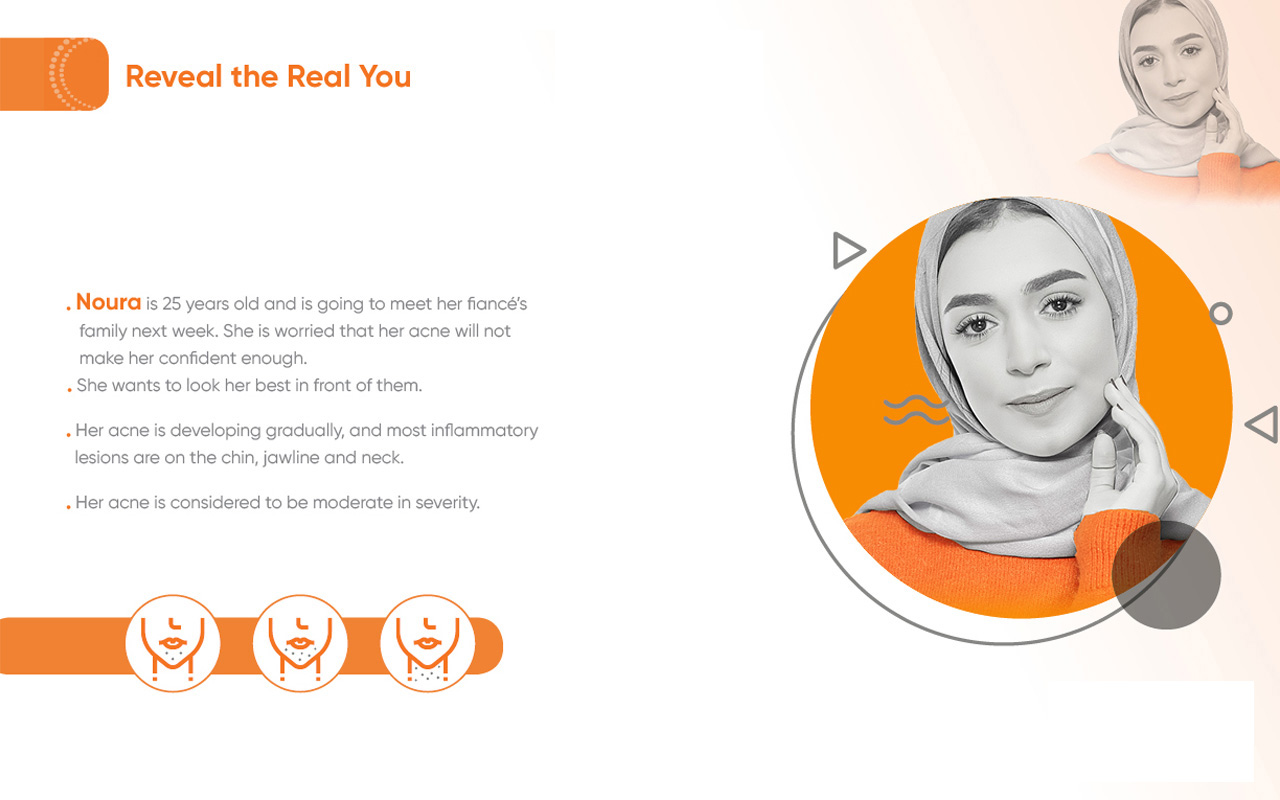 Reveal the Real You
. Noura is 25 years old and is going to meet her fiancé’s
family next week. She is worried that her acne will not
make her confident enough.
. She wants to look her best in front of them.
. Her acne is developing gradually, and most inflammatory
lesions are on the chin, jawline and neck.
. Her acne is considered to be moderate in severity.